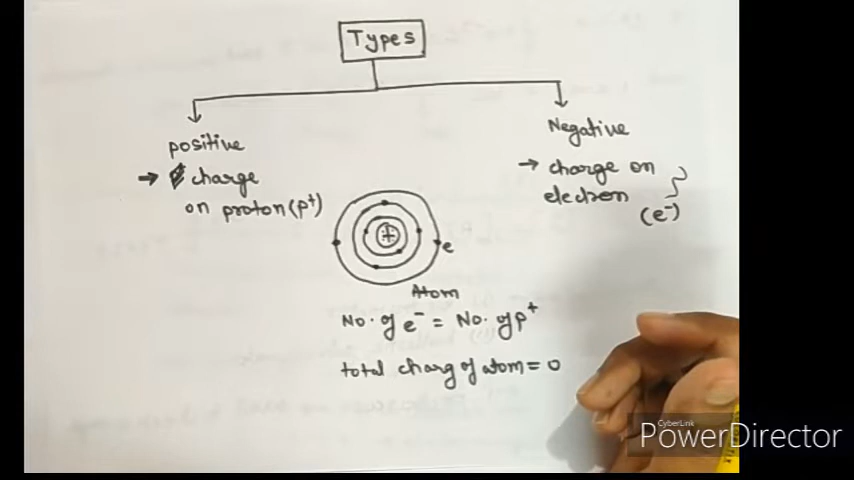 Types
positive
→ charge
on proton (p⁺)
Negative
→ charge on
electron
(e⁻)
+
e
Atom
No. of e⁻ = No. of p⁺
total charg of atom = 0
CyberLink
PowerDirector